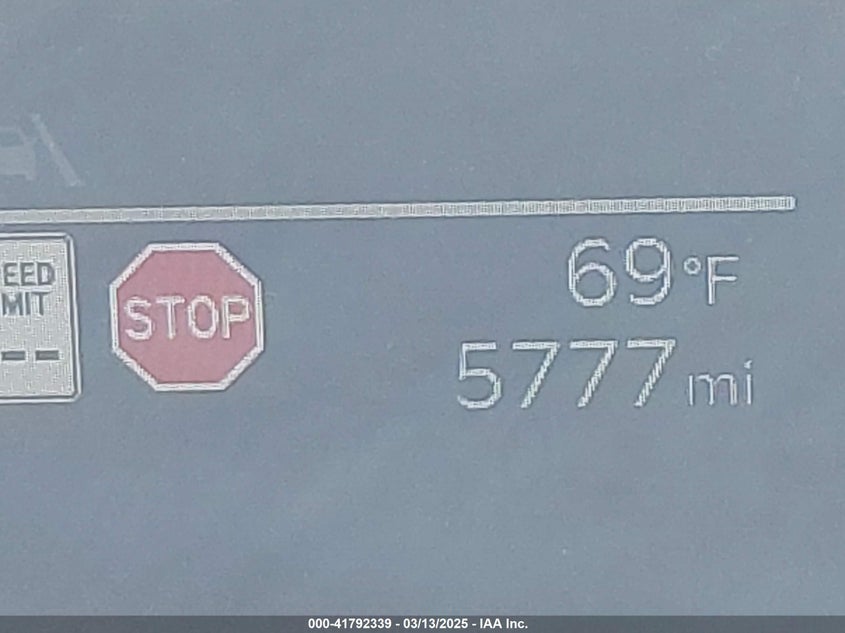 EED
MIT
--
STOP
69°F
5777 mi
000-41792339 - 03/13/2025 - IAA Inc.